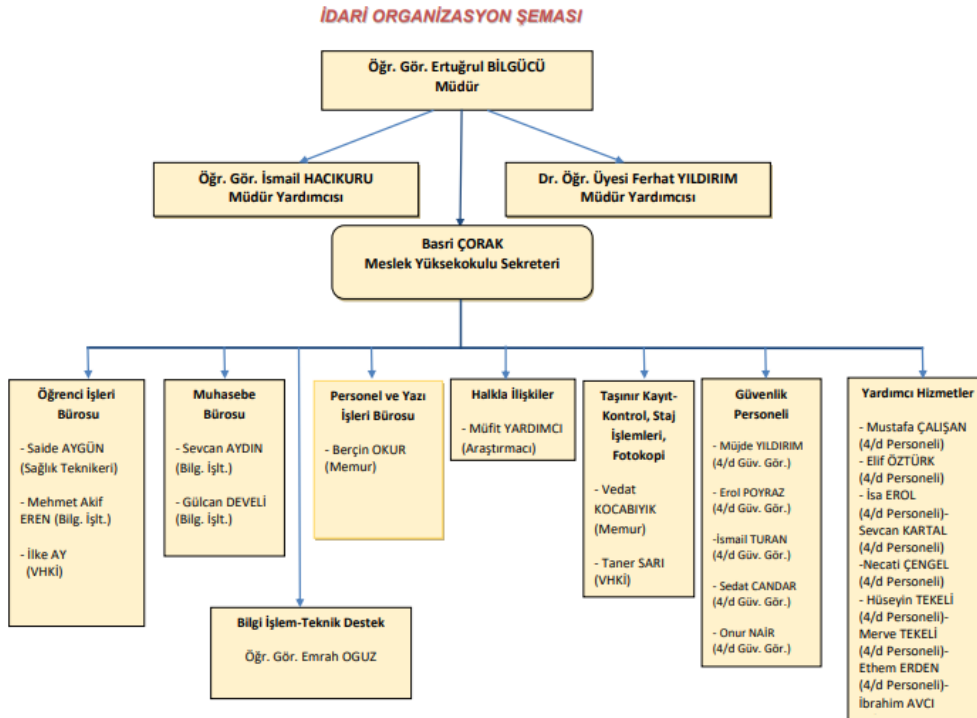 İDARİ ORGANİZASYON ŞEMASI
Öğr. Gör. Ertuğrul BİLGÜCÜ
Müdür
Öğr. Gör. İsmail HACIKURU
Müdür Yardımcısı
Dr. Öğr. Üyesi Ferhat YILDIRIM
Müdür Yardımcısı
Basri ÇORAK
Meslek Yüksekokulu Sekreteri
Öğrenci İşleri
Bürosu
- Saide AYGÜN
(Sağlık Teknikeri)
- Mehmet Akif
EREN (Bilg. İşlt.)
- İlke AY
(VHKİ)
Muhasebe
Bürosu
- Sevcan AYDIN
(Bilg. İşlt.)
- Gülcan DEVELİ
(Bilg. İşlt.)
Bilgi İşlem-Teknik Destek
Öğr. Gör. Emrah OGUZ
Personel ve Yazı
İşleri Bürosu
- Berçin OKUR
(Memur)
Halkla İlişkiler
- Müfit YARDIMCI
(Araştırmacı)
Taşınır Kayıt-
Kontrol, Staj
İşlemleri,
Fotokopi
- Vedat
KOCABIYIK
(Memur)
- Taner SARI
(VHKİ)
Güvenlik
Personeli
- Müjde YILDIRIM
(4/d Güv. Gör.)
- Erol POYRAZ
(4/d Güv. Gör.)
-İsmail TURAN
(4/d Güv. Gör.)
- Sedat CANDAR
(4/d Güv. Gör.)
- Onur NAİR
(4/d Güv. Gör.)
Yardımcı Hizmetler
- Mustafa ÇALIŞAN
(4/d Personeli)
- Elif ÖZTÜRK
(4/d Personeli)
- İsa EROL
(4/d Personeli)-
Sevcan KARTAL
(4/d Personeli)
-Necati ÇENGEL
(4/d Personeli)
- Hüseyin TEKELİ
(4/d Personeli)-
Merve TEKELİ
(4/d Personeli)-
Ethem ERDEN
(4/d Personeli)-
İbrahim AVCI